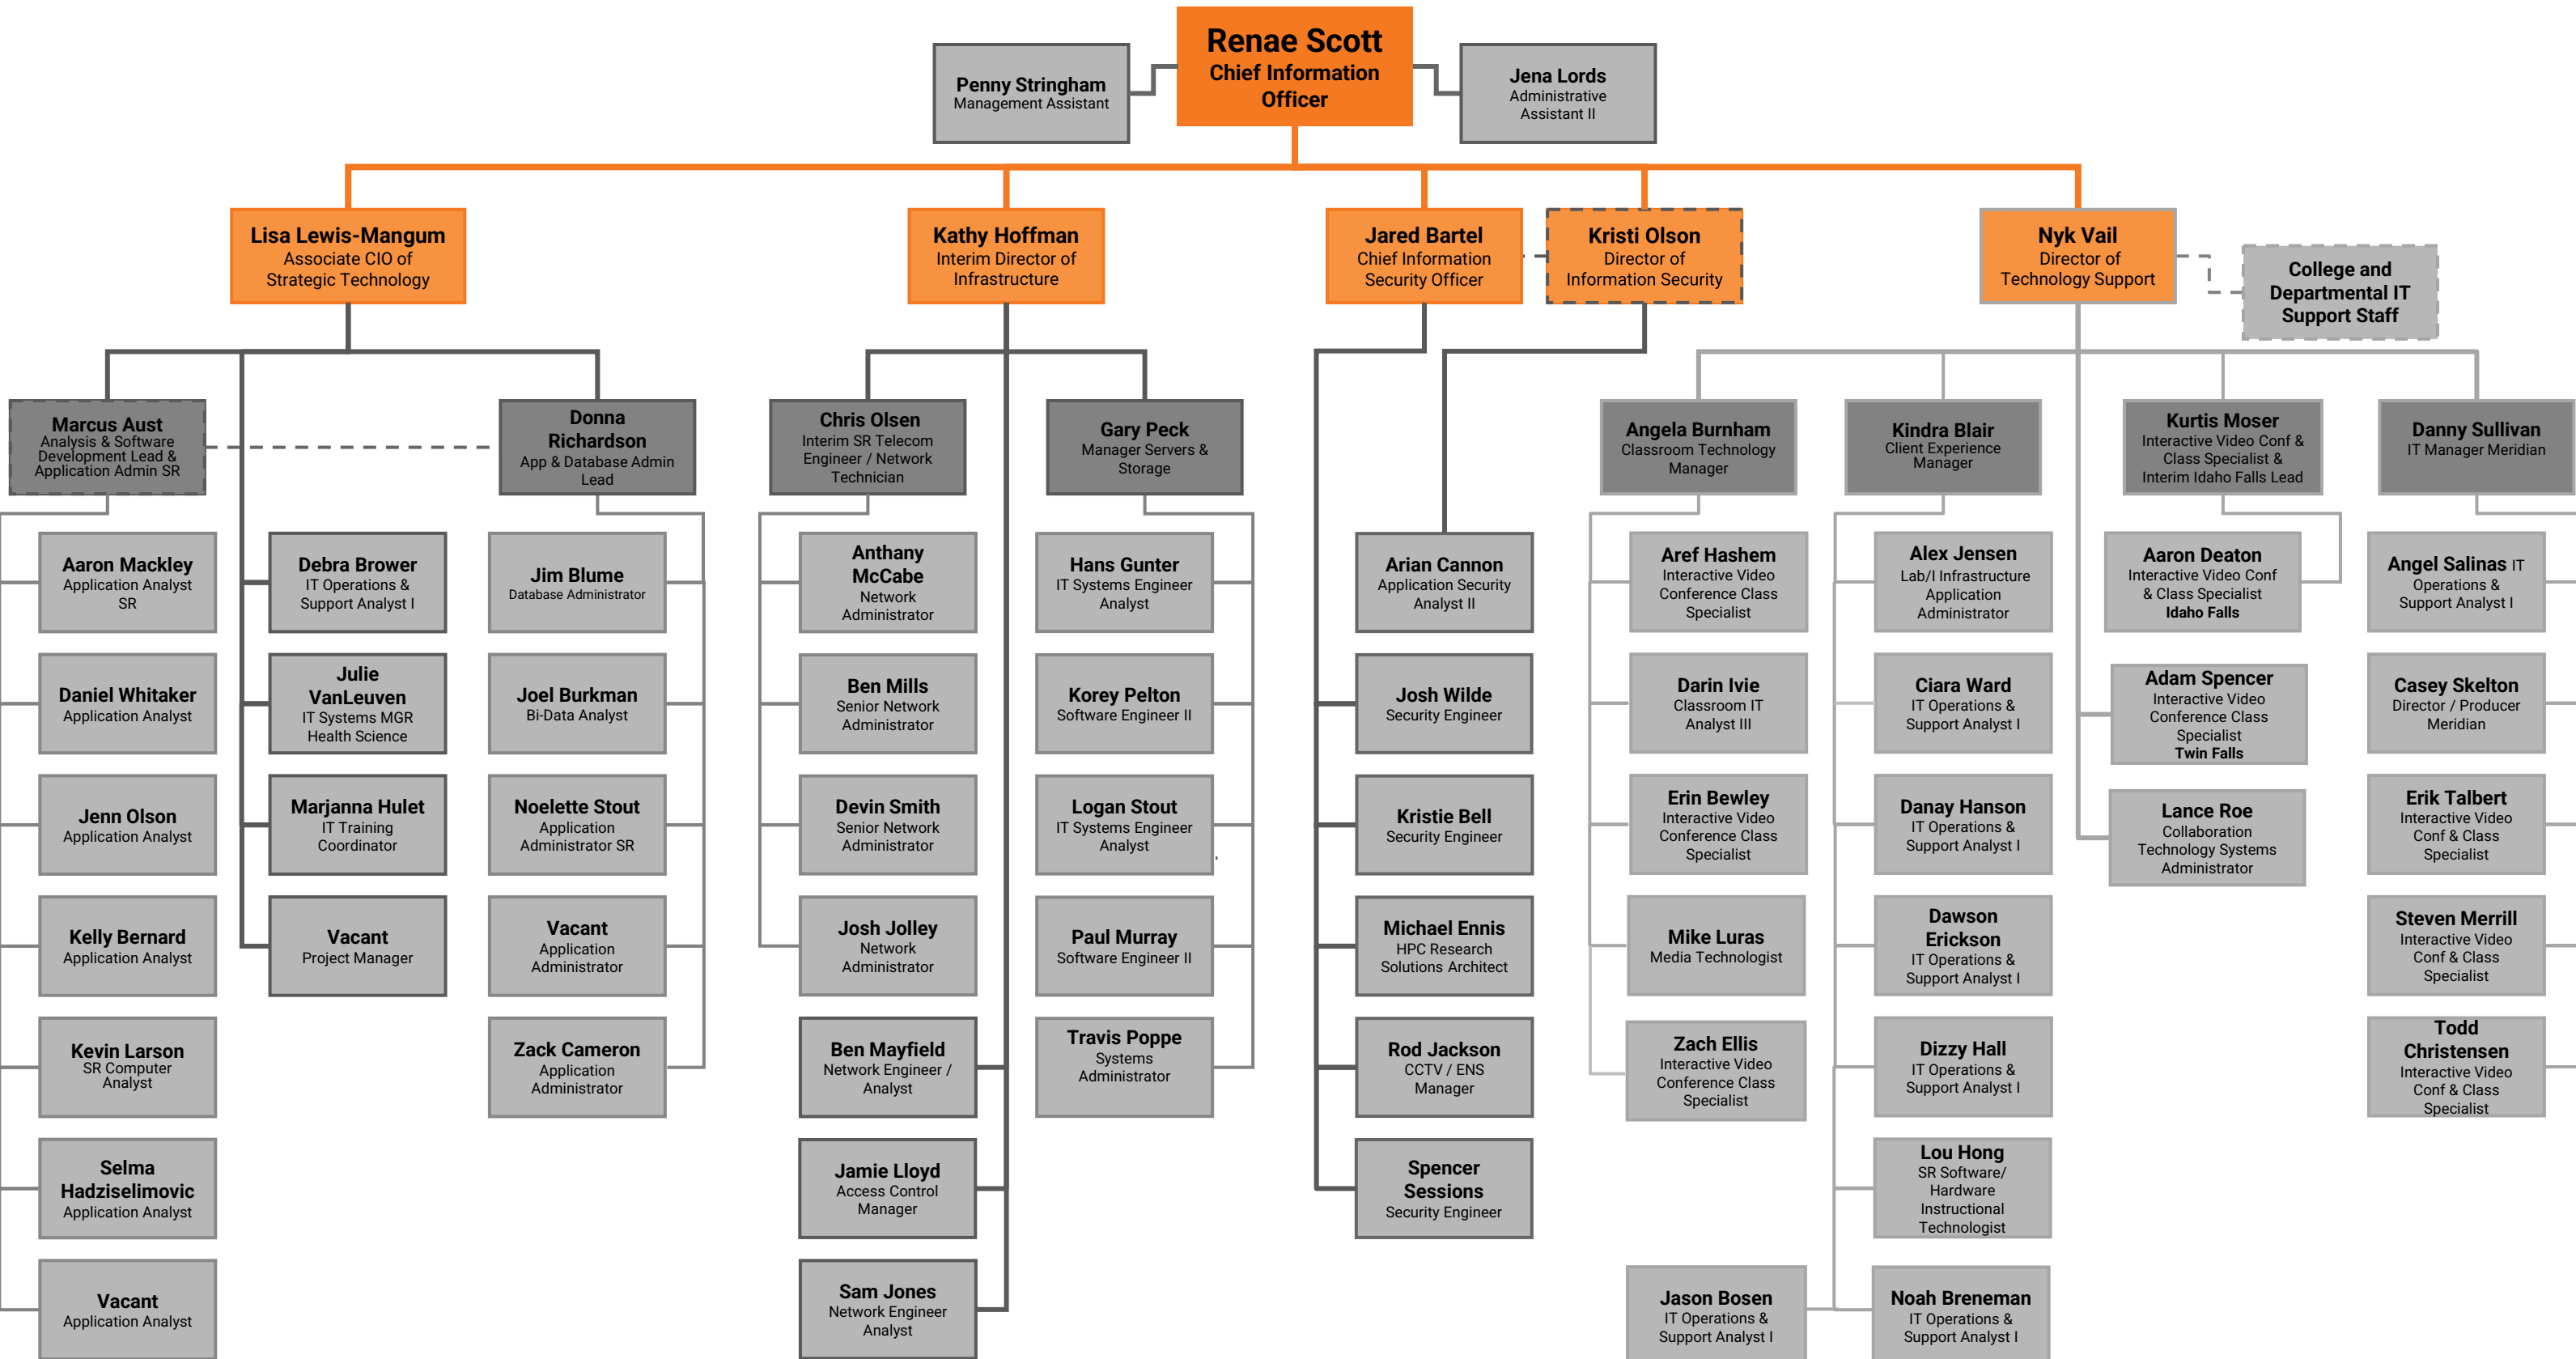 Renae Scott
Chief Information
Officer
Penny Stringham
Management Assistant
Jena Lords
Administrative
Assistant II
Lisa Lewis-Mangum
Associate CIO of
Strategic Technology
Kathy Hoffman
Interim Director of
Infrastructure
Jared Bartel
Chief Information
Security Officer
Kristi Olson
Director of
Information Security
Nyk Vail
Director of
Technology Support
College and
Departmental IT
Support Staff
Marcus Aust
Analysis & Software
Development Lead &
Application Admin SR
Donna
Richardson
App & Database Admin
Lead
Chris Olsen
Interim SR Telecom
Engineer / Network
Technician
Gary Peck
Manager Servers &
Storage
Angela Burnham
Classroom Technology
Manager
Kindra Blair
Client Experience
Manager
Kurtis Moser
Interactive Video Conf &
Class Specialist &
Interim Idaho Falls Lead
Danny Sullivan
IT Manager Meridian
Aaron Mackley
Application Analyst
SR
Debra Brower
IT Operations &
Support Analyst I
Jim Blume
Database Administrator
Anthany
McCabe
Network
Administrator
Hans Gunter
IT Systems Engineer
Analyst
Arian Cannon
Application Security
Analyst II
Aref Hashem
Interactive Video
Conference Class
Specialist
Alex Jensen
Lab/I Infrastructure
Application
Administrator
Aaron Deaton
Interactive Video Conf
& Class Specialist
Idaho Falls
Angel Salinas IT
Operations &
Support Analyst I
Daniel Whitaker
Application Analyst
Julie
VanLeuven
IT Systems MGR
Health Science
Joel Burkman
Bi-Data Analyst
Ben Mills
Senior Network
Administrator
Korey Pelton
Software Engineer II
Josh Wilde
Security Engineer
Darin Ivie
Classroom IT
Analyst III
Ciara Ward
IT Operations &
Support Analyst I
Adam Spencer
Interactive Video
Conference Class
Specialist
Twin Falls
Casey Skelton
Director / Producer
Meridian
Jenn Olson
Application Analyst
Marjanna Hulet
IT Training
Coordinator
Noelette Stout
Application
Administrator SR
Devin Smith
Senior Network
Administrator
Logan Stout
IT Systems Engineer
Analyst
Kristie Bell
Security Engineer
Erin Bewley
Interactive Video
Conference Class
Specialist
Danay Hanson
IT Operations &
Support Analyst I
Lance Roe
Collaboration
Technology Systems
Administrator
Erik Talbert
Interactive Video
Conf & Class
Specialist
Kelly Bernard
Application Analyst
Vacant
Project Manager
Vacant
Application
Administrator
Josh Jolley
Network
Administrator
Paul Murray
Software Engineer II
Michael Ennis
HPC Research
Solutions Architect
Mike Luras
Media Technologist
Dawson
Erickson
IT Operations &
Support Analyst I
Steven Merrill
Interactive Video
Conf & Class
Specialist
Kevin Larson
SR Computer
Analyst
Zack Cameron
Application
Administrator
Ben Mayfield
Network Engineer /
Analyst
Travis Poppe
Systems
Administrator
Rod Jackson
CCTV / ENS
Manager
Zach Ellis
Interactive Video
Conference Class
Specialist
Dizzy Hall
IT Operations &
Support Analyst I
Todd
Christensen
Interactive Video
Conf & Class
Specialist
Selma
Hadziselimovic
Application Analyst
Jamie Lloyd
Access Control
Manager
Spencer
Sessions
Security Engineer
Lou Hong
SR Software/
Hardware
Instructional
Technologist
Vacant
Application Analyst
Sam Jones
Network Engineer
Analyst
Jason Bosen
IT Operations &
Support Analyst I
Noah Breneman
IT Operations &
Support Analyst I